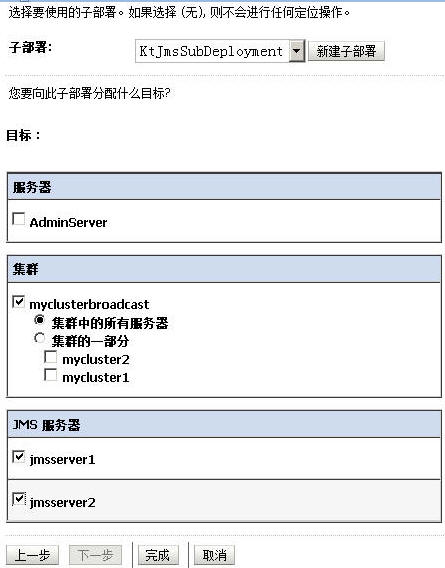 选择要使用的子部署。如果选择 (无), 则不会进行任何定位操作。
子部署: KtJmsSubDeployment 新建子部署
您要向此子部署分配什么目标?
目标 :
服务器
AdminServer
集群
myclusterbroadcast
集群中的所有服务器
集群的一部分
mycluster2
mycluster1
JMS 服务器
jmsserver1
jmsserver2
上一步 下一步 完成 取消